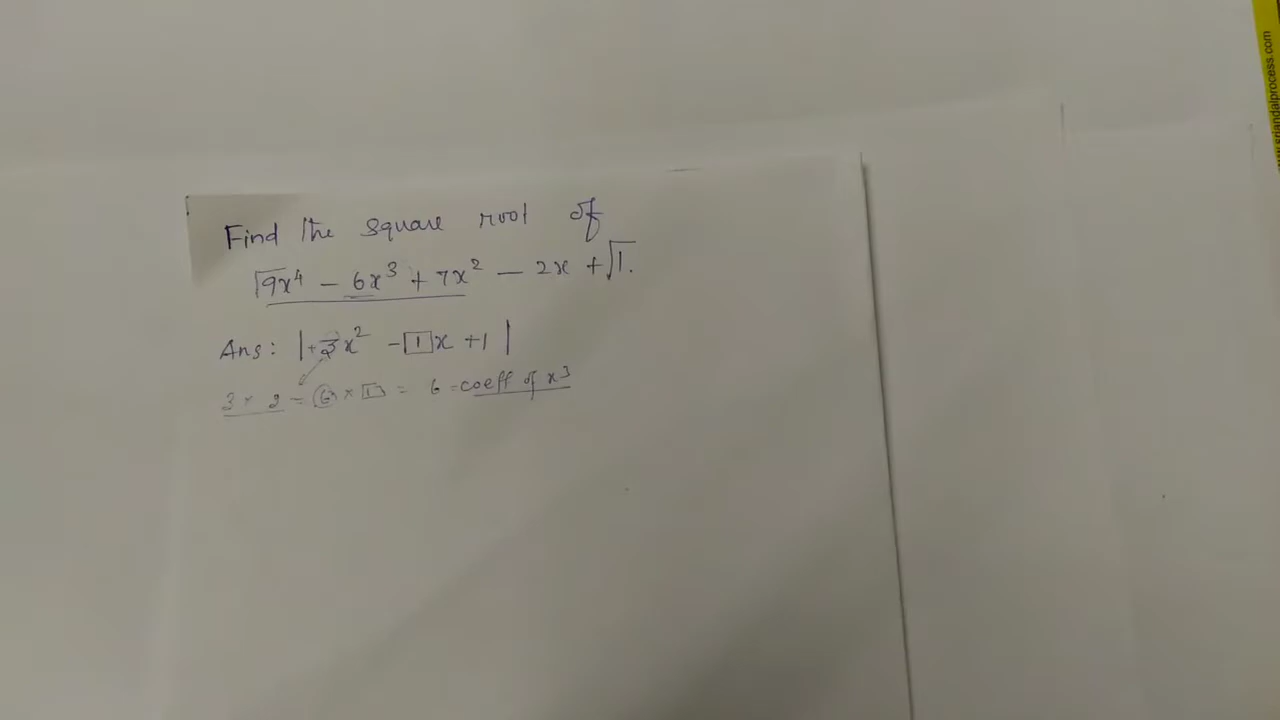 Find the square root of
√9x⁴ − 6x³ + 7x² − 2x + √1.
Ans: |+3x² −[1]x +1|
3 × 2 = 6 × [1] = 6 = coeff of x³